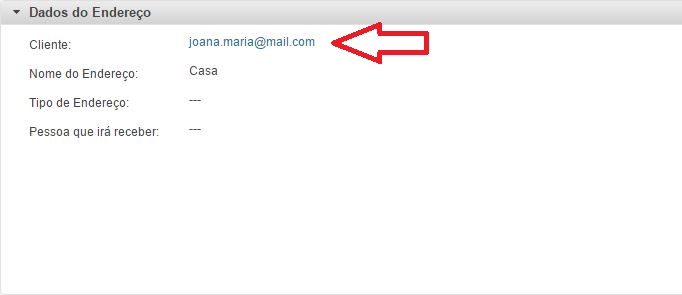 Dados do Endereço
Cliente: joana.maria@mail.com
Nome do Endereço: Casa
Tipo de Endereço: ---
Pessoa que irá receber: ---